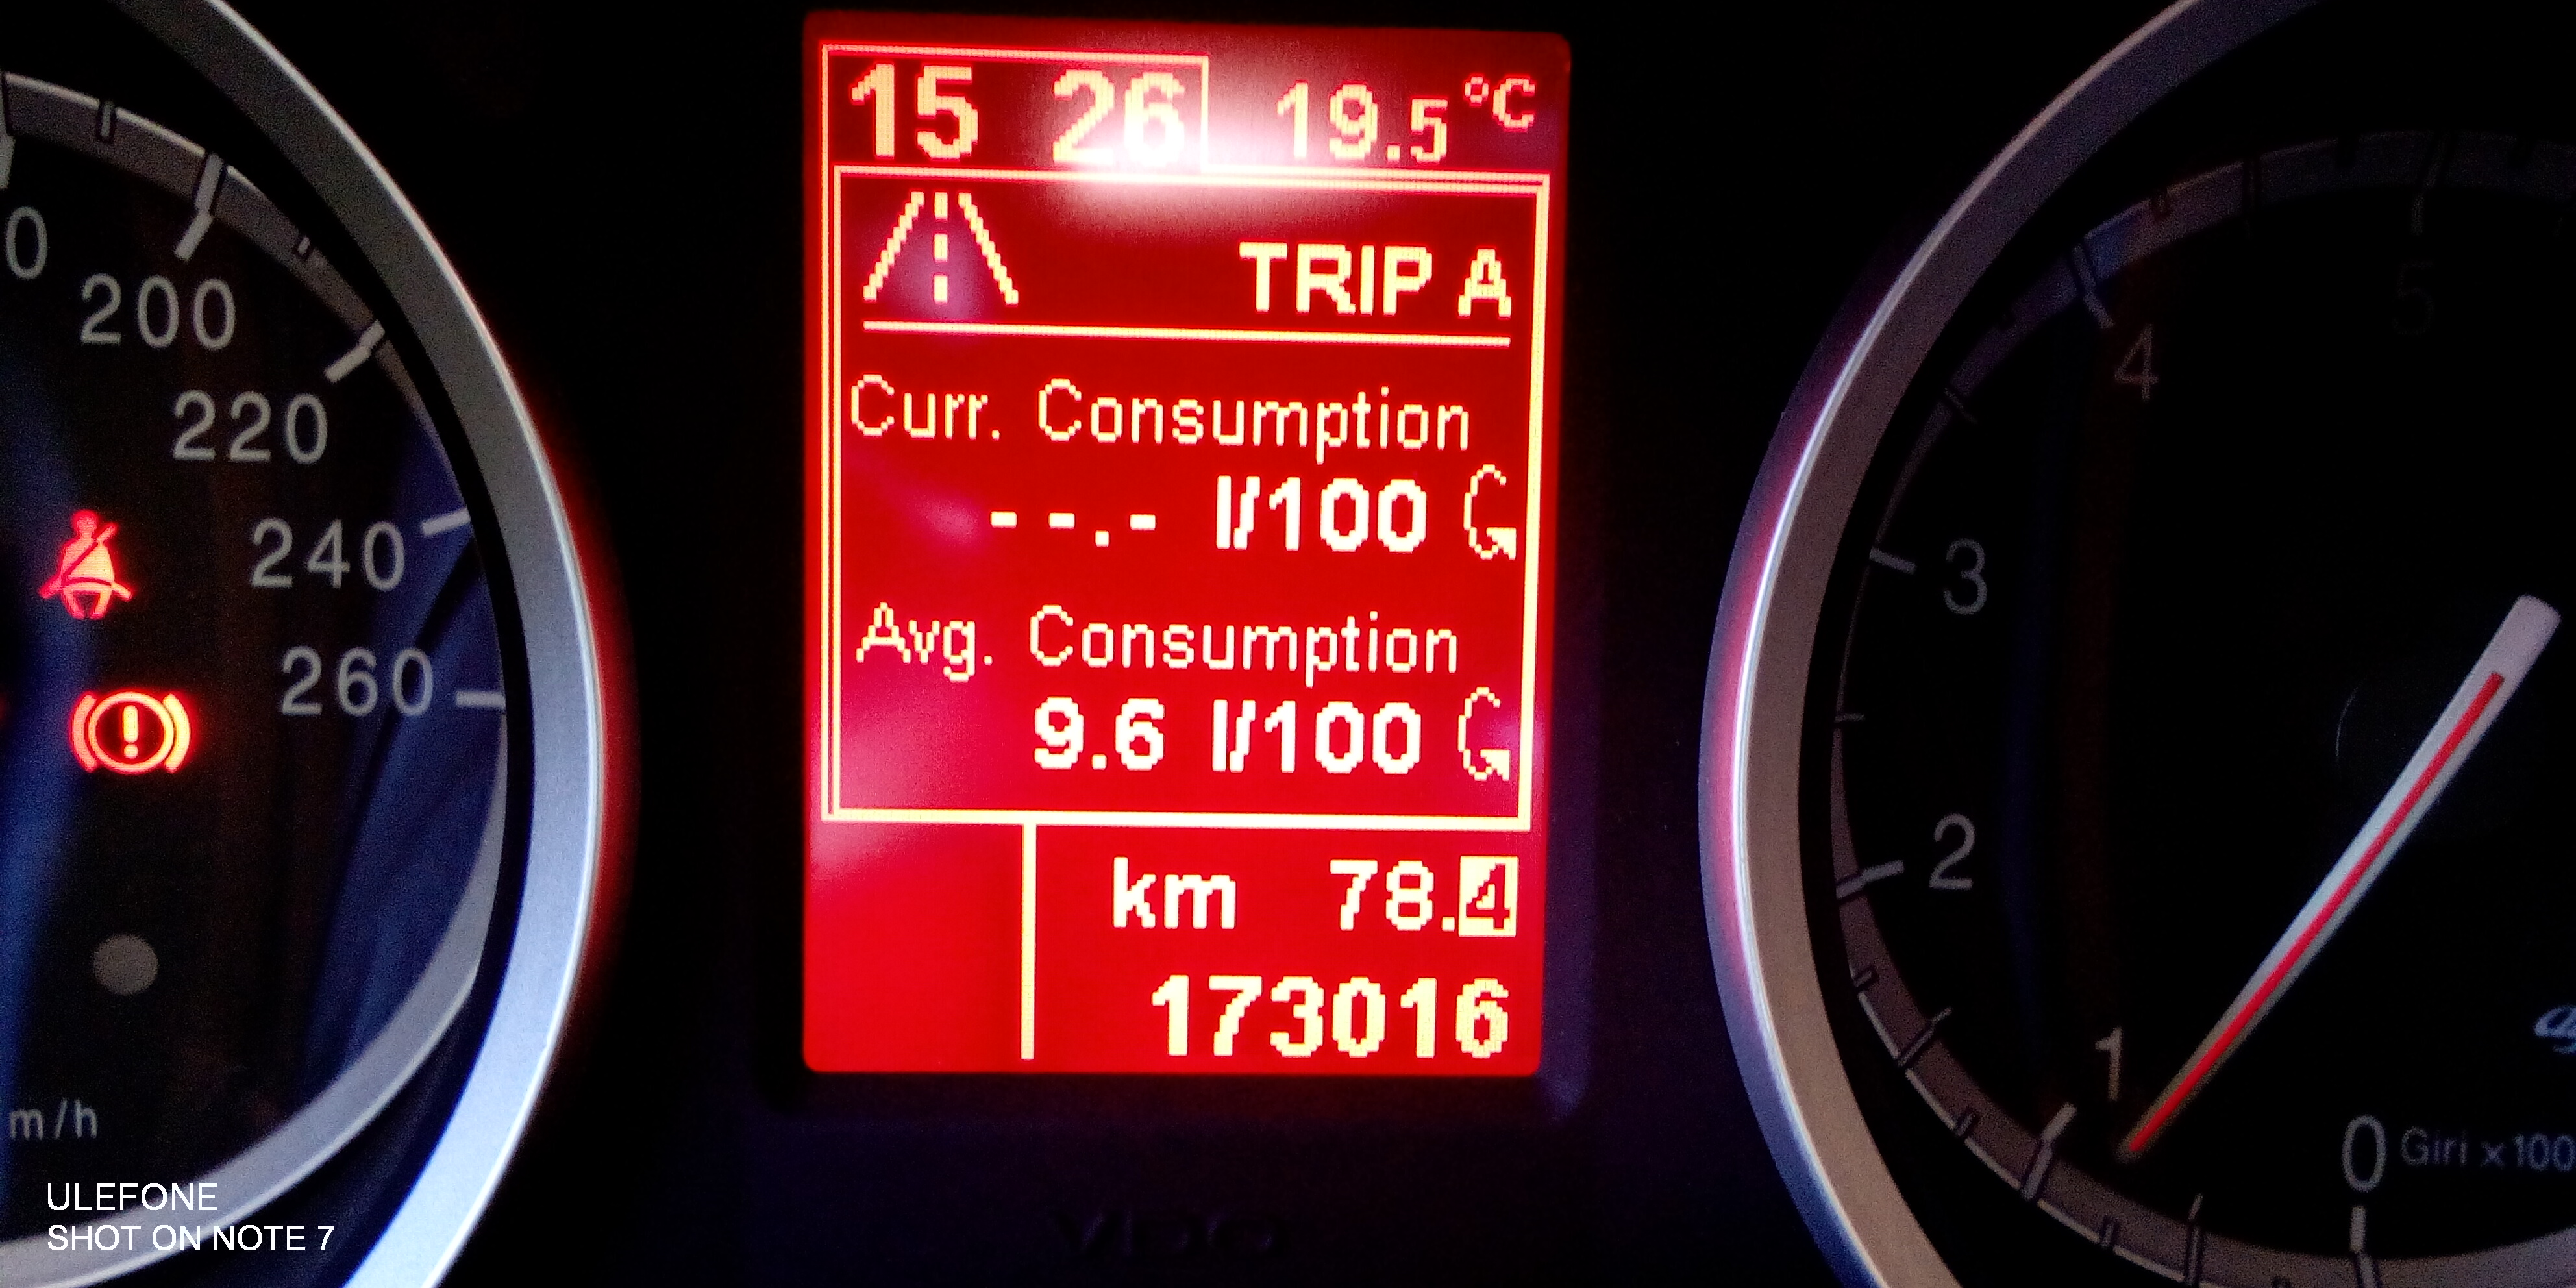 15 26 19.5 °C
TRIP A
Curr. Consumption
--.- l/100
Avg. Consumption
9.6 l/100
km 78.4
173016
200
220
240
260
m/h
5
4
3
2
1
0 Giri x100
VDO
ULEFONE
SHOT ON NOTE 7